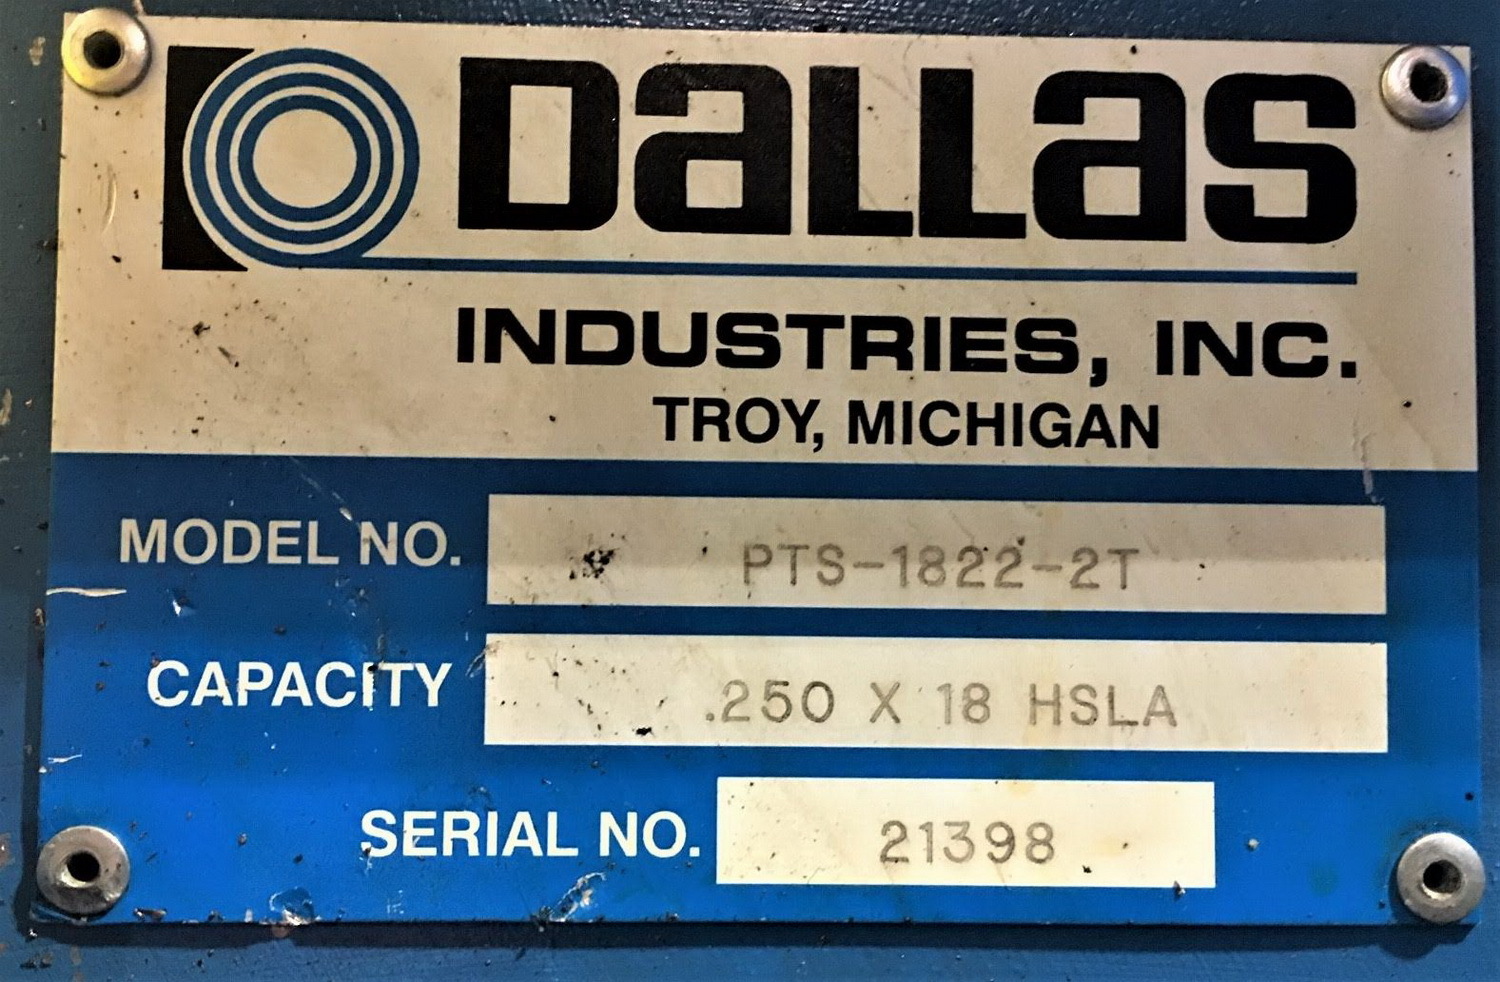 DALLAS
INDUSTRIES, INC.
TROY, MICHIGAN
MODEL NO. PTS-1822-2T
CAPACITY .250 X 18 HSLA
SERIAL NO. 21398